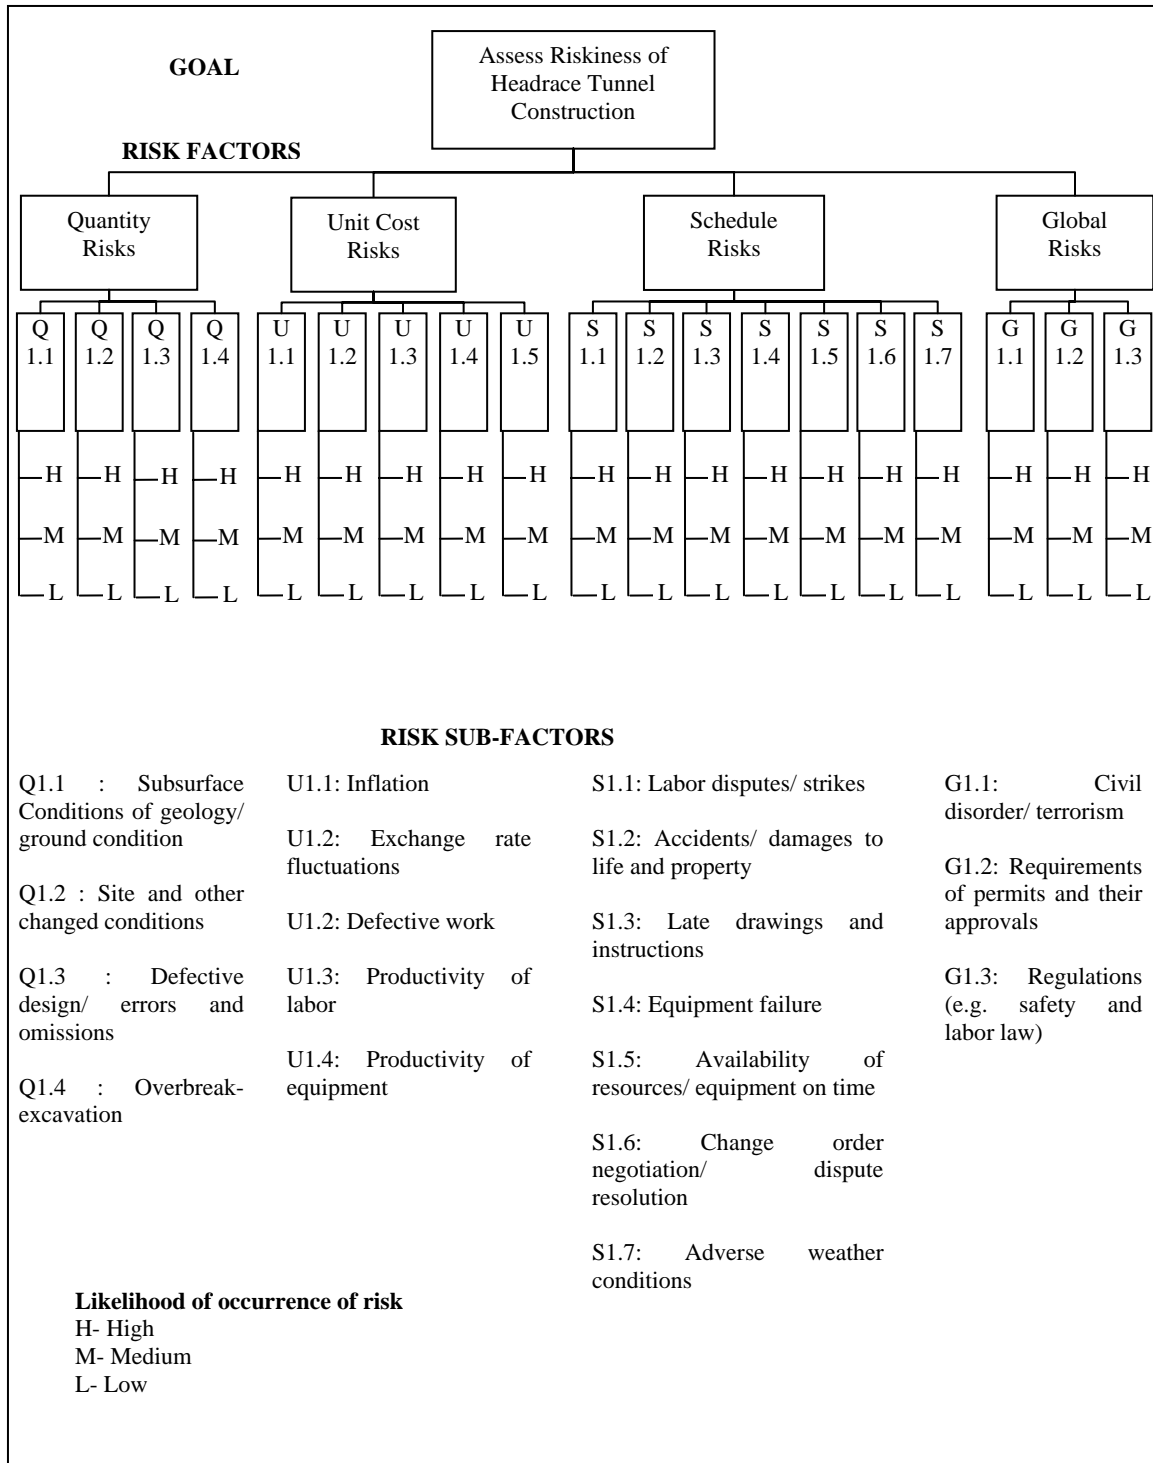 GOAL
Assess Riskiness of
Headrace Tunnel
Construction
RISK FACTORS
Quantity
Risks
Unit Cost
Risks
Schedule
Risks
Global
Risks
Q Q Q Q U U U U U S S S S S S S G G G
1.1 1.2 1.3 1.4 1.1 1.2 1.3 1.4 1.5 1.1 1.2 1.3 1.4 1.5 1.6 1.7 1.1 1.2 1.3
H H H H H H H H H H H H H H H H H H H
M M M M M M M M M M M M M M M M M M M
L L L L L L L L L L L L L L L L L L L
RISK SUB-FACTORS
Q1.1 : Subsurface
Conditions of geology/
ground condition
Q1.2 : Site and other
changed conditions
Q1.3 : Defective
design/ errors and
omissions
Q1.4 : Overbreak-
excavation
U1.1: Inflation
U1.2: Exchange rate
fluctuations
U1.2: Defective work
U1.3: Productivity of
labor
U1.4: Productivity of
equipment
S1.1: Labor disputes/ strikes
S1.2: Accidents/ damages to
life and property
S1.3: Late drawings and
instructions
S1.4: Equipment failure
S1.5: Availability of
resources/ equipment on time
S1.6: Change order
negotiation/ dispute
resolution
S1.7: Adverse weather
conditions
G1.1: Civil
disorder/ terrorism
G1.2: Requirements
of permits and their
approvals
G1.3: Regulations
(e.g. safety and
labor law)
Likelihood of occurrence of risk
H- High
M- Medium
L- Low